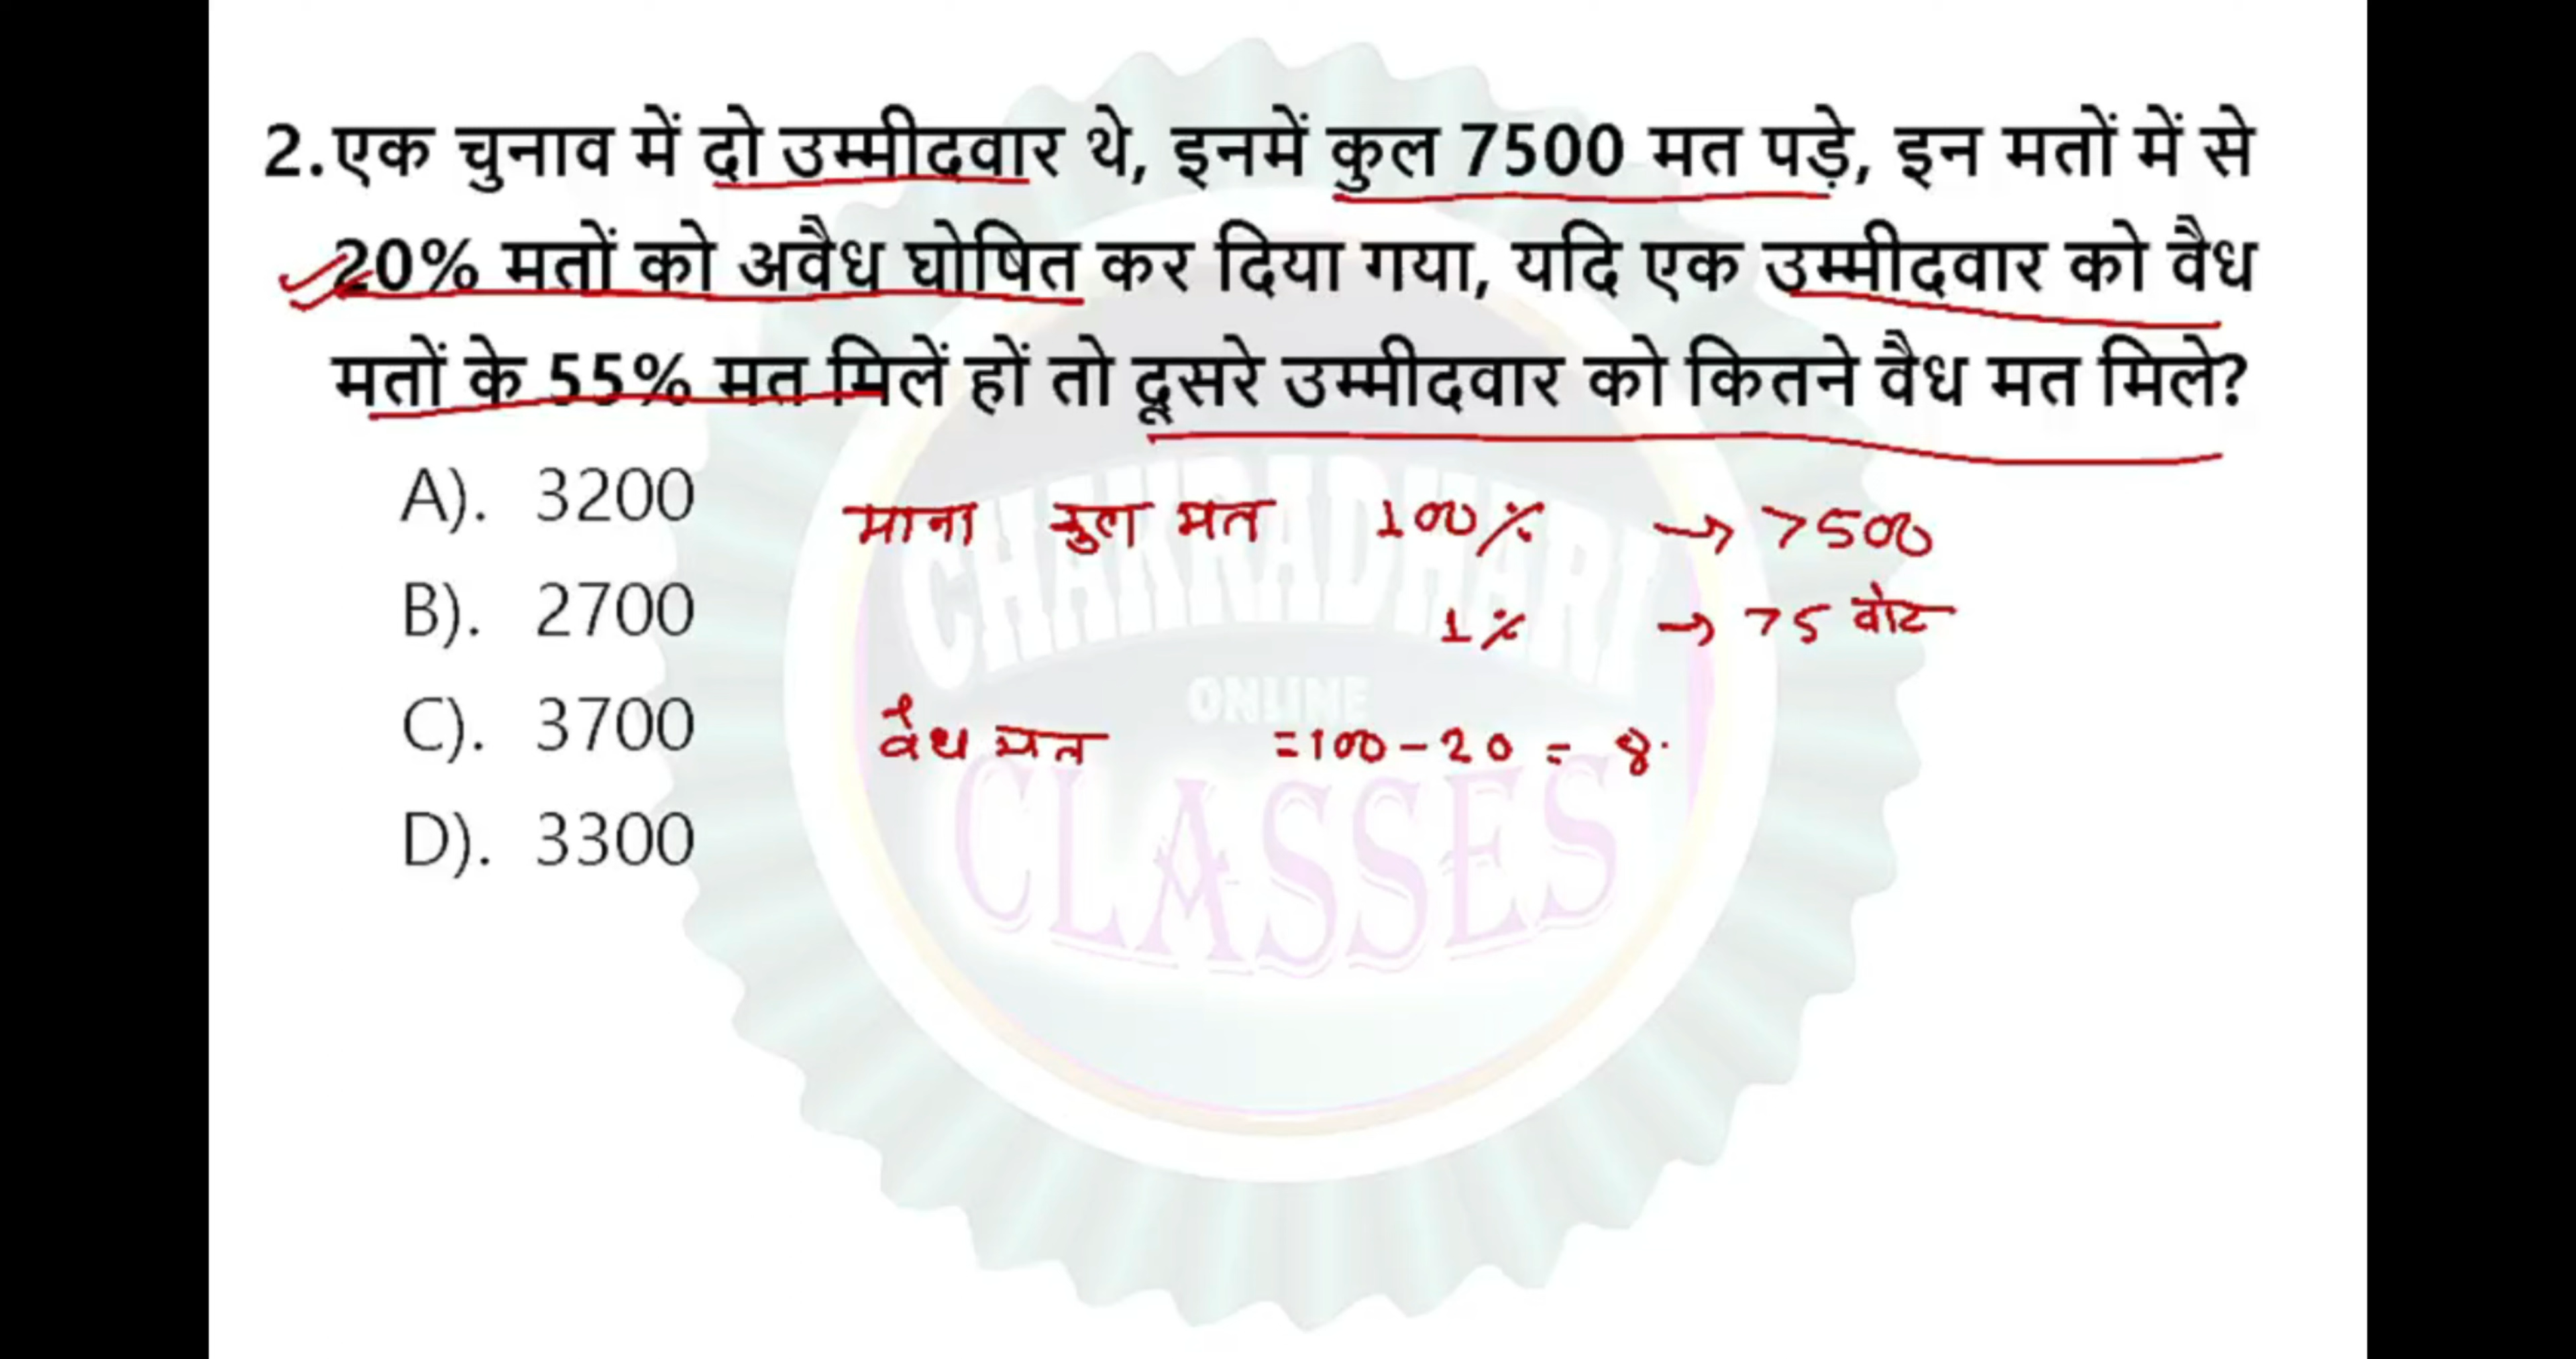 2. एक चुनाव में दो उम्मीदवार थे, इनमें कुल 7500 मत पड़े, इन मतों में से
20% मतों को अवैध घोषित कर दिया गया, यदि एक उम्मीदवार को वैध
मतों के 55% मत मिलें हों तो दूसरे उम्मीदवार को कितने वैध मत मिले?
A). 3200
B). 2700
C). 3700
D). 3300
माना कुल मत 100% → 7500
1% → 75 वोट
वैध मत = 100 - 20 = 8
CHAKRADHARI
ONLINE
CLASSES